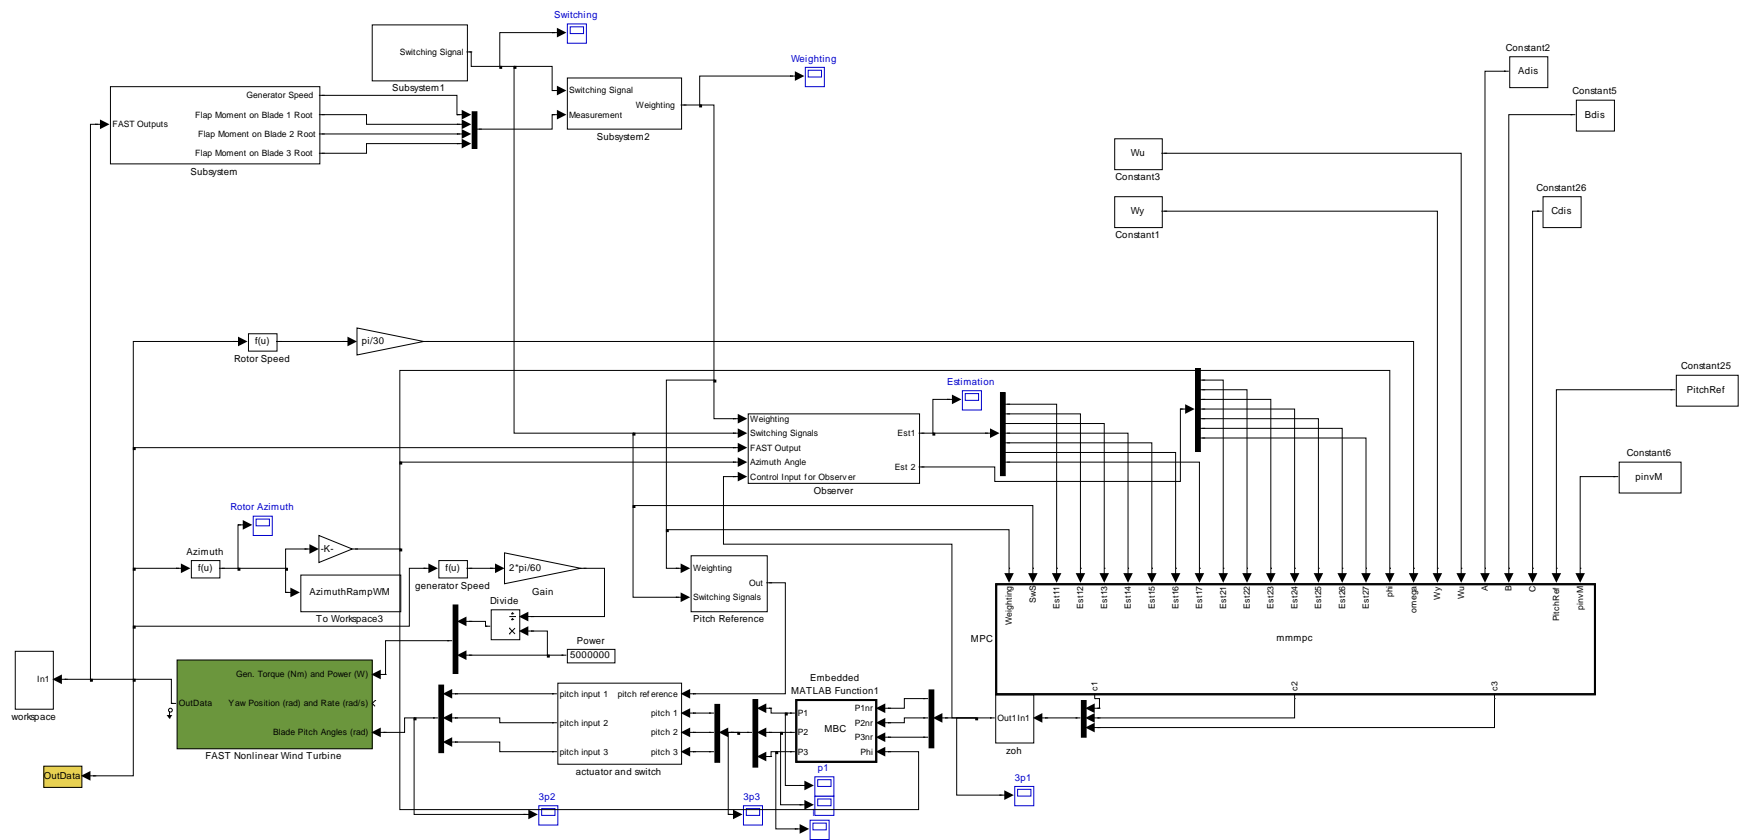 Switching
Switching Signal
Subsystem1
Weighting
Switching Signal
Measurement
Weighting
Subsystem2
FAST Outputs
Generator Speed
Flap Moment on Blade 1 Root
Flap Moment on Blade 2 Root
Flap Moment on Blade 3 Root
Subsystem
Constant2
Adis
Constant5
Bdis
Wu
Constant3
Wy
Constant1
Constant26
Cdis
f(u)
Rotor Speed
pi/30
Constant25
PitchRef
Estimation
Weighting
Switching Signals
FAST Output
Azimuth Angle
Control Input for Observer
Est1
Est 2
Observer
Constant6
pinvM
Rotor Azimuth
Azimuth
f(u)
-K-
AzimuthRampWM
To Workspace3
f(u)
generator Speed
2*pi/60
Gain
Divide
÷
×
Power
5000000
Weighting
Switching Signals
Out
Pitch Reference
Weighting
SwS
Est11
Est12
Est13
Est14
Est15
Est16
Est17
Est21
Est22
Est23
Est24
Est25
Est26
Est27
phi
omega
Wy
Wu
A
B
C
PitchRef
pinvM
MPC
mmmpc
c1
c2
c3
In1
workspace
OutData
Gen. Torque (Nm) and Power (W)
Yaw Position (rad) and Rate (rad/s)
Blade Pitch Angles (rad)
FAST Nonlinear Wind Turbine
OutData
pitch input 1
pitch input 2
pitch input 3
pitch reference
pitch 1
pitch 2
pitch 3
actuator and switch
Embedded
MATLAB Function1
P1
P2
P3
MBC
P1nr
P2nr
P3nr
Phi
Out1
In1
zoh
p1
3p1
3p2
3p3